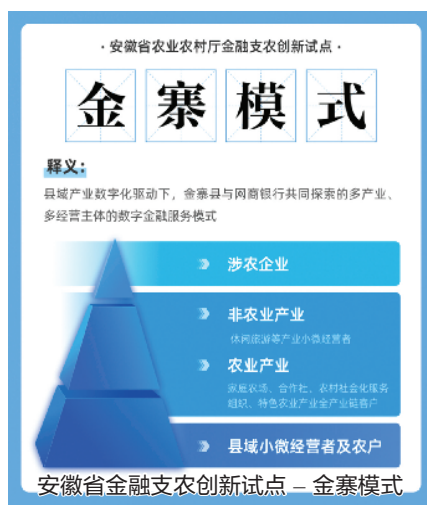 · 安徽省农业农村厅金融支农创新试点 ·
金寨模式
释义：
县域产业数字化驱动下，金寨县与网商银行共同探索的多产业、
多经营主体的数字金融服务模式
涉农企业
非农业产业
休闲旅游等产业小微经营者
农业产业
家庭农场、合作社、农村社会化服务
组织、特色农业产业全产业链客户
县域小微经营者及农户
安徽省金融支农创新试点 – 金寨模式